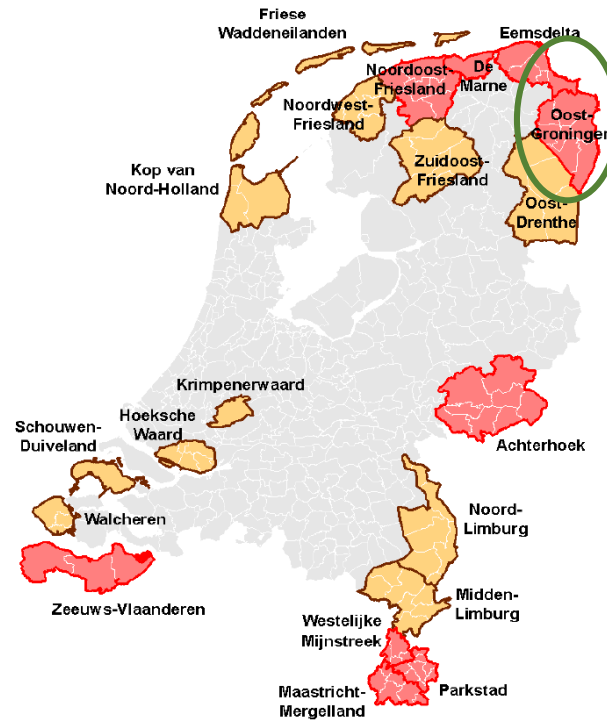 Friese
Waddeneilanden
Eemsdelta
De
Marne
Noordoost-
Friesland
Noordwest-
Friesland
Oost-
Groningen
Zuidoost-
Friesland
Kop van
Noord-Holland
Oost-
Drenthe
Krimpenerwaard
Hoeksche
Waard
Schouwen-
Duiveland
Achterhoek
Walcheren
Noord-
Limburg
Zeeuws-Vlaanderen
Midden-
Limburg
Westelijke
Mijnstreek
Maastricht-
Mergelland
Parkstad